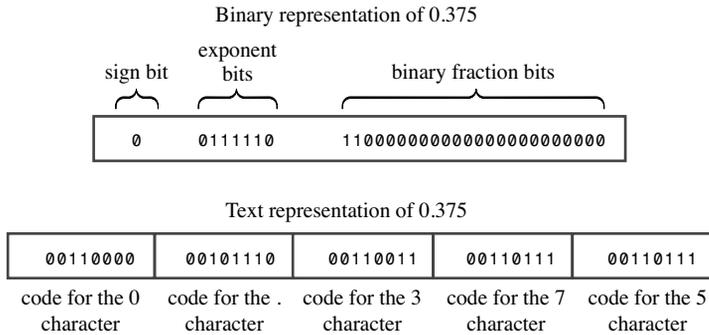 Binary representation of 0.375
exponent
sign bit bits binary fraction bits
0 0111110 110000000000000000000000
Text representation of 0.375
00110000 00101110 00110011 00110111 00110111
code for the 0 code for the . code for the 3 code for the 7 code for the 5
character character character character character